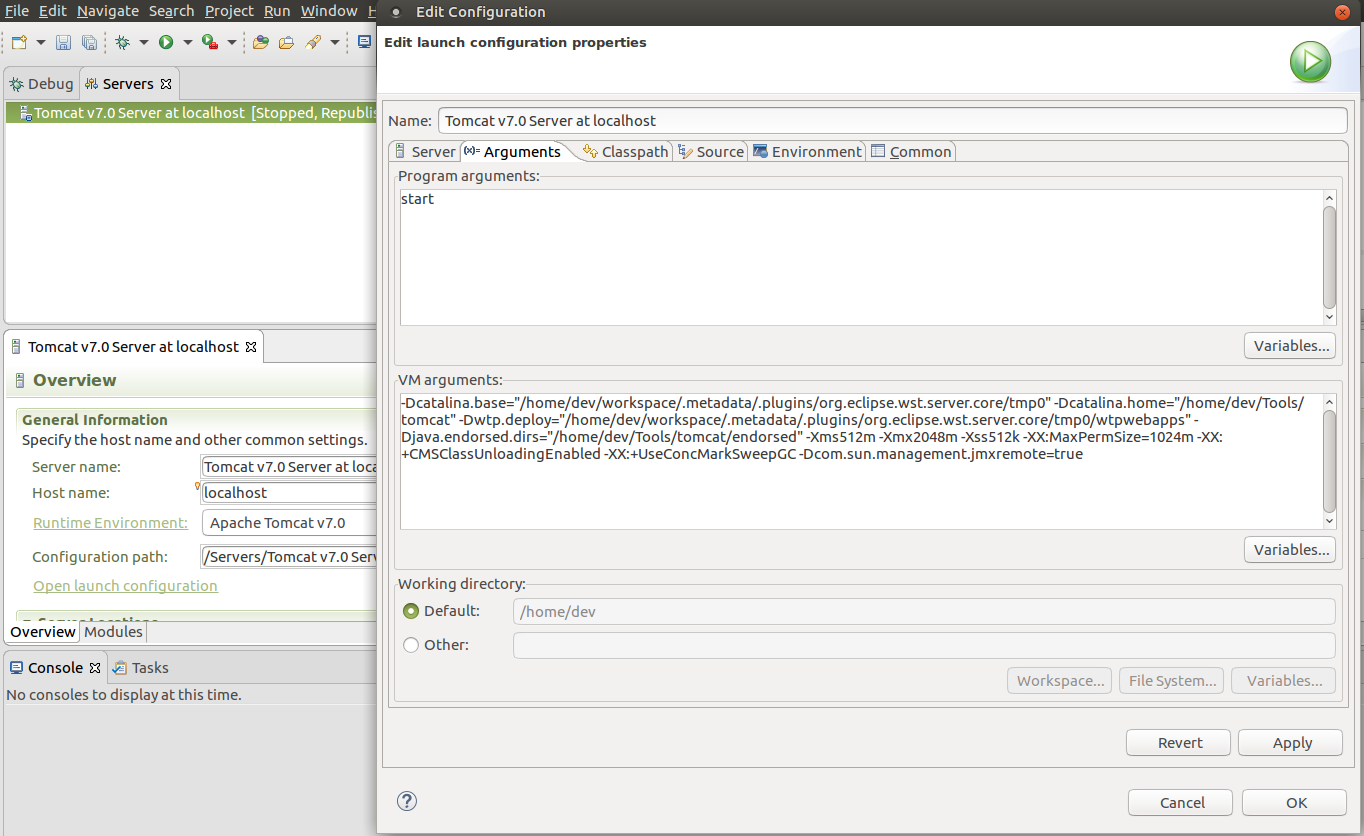 File Edit Navigate Search Project Run Window H
Edit Configuration
Edit launch configuration properties
Debug Servers
Tomcat v7.0 Server at localhost [Stopped, Republis
Tomcat v7.0 Server at localhost
Overview
General Information
Specify the host name and other common settings.
Server name: Tomcat v7.0 Server at loca
Host name: localhost
Runtime Environment: Apache Tomcat v7.0
Configuration path: /Servers/Tomcat v7.0 Serv
Open launch configuration
Server Locations
Overview Modules
Console Tasks
No consoles to display at this time.
Name: Tomcat v7.0 Server at localhost
Server (x)= Arguments Classpath Source Environment Common
Program arguments:
start
Variables...
VM arguments:
-Dcatalina.base="/home/dev/workspace/.metadata/.plugins/org.eclipse.wst.server.core/tmp0" -Dcatalina.home="/home/dev/Tools/
tomcat" -Dwtp.deploy="/home/dev/workspace/.metadata/.plugins/org.eclipse.wst.server.core/tmp0/wtpwebapps" -
Djava.endorsed.dirs="/home/dev/Tools/tomcat/endorsed" -Xms512m -Xmx2048m -Xss512k -XX:MaxPermSize=1024m -XX:
+CMSClassUnloadingEnabled -XX:+UseConcMarkSweepGC -Dcom.sun.management.jmxremote=true
Variables...
Working directory:
Default: /home/dev
Other:
Workspace... File System... Variables...
Revert Apply
? Cancel OK